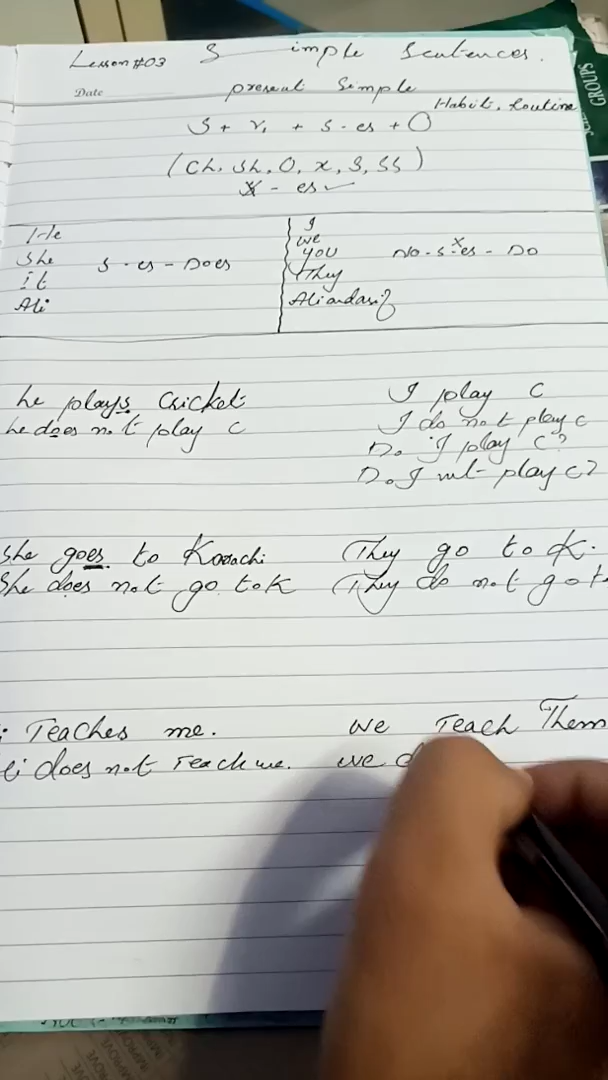 Lesson #03 Simple Sentences.
Date
present Simple
Habit, Routine
S + V1 + s - es + O
(Ch, Sh, O, x, S, SS)
es
He
She
it
Ali
S - es - Does
I
we
you
They
Ali and asif
No - s - es - Do
he plays Cricket
he does not play C
I play C
I do not play C
Do I play C?
Do I not play C?
She goes to Karachi
She does not go to K
They go to K.
They do not go to
Teaches me.
does not Teach me.
we Teach Them
we
GROUPS
IMPROVE